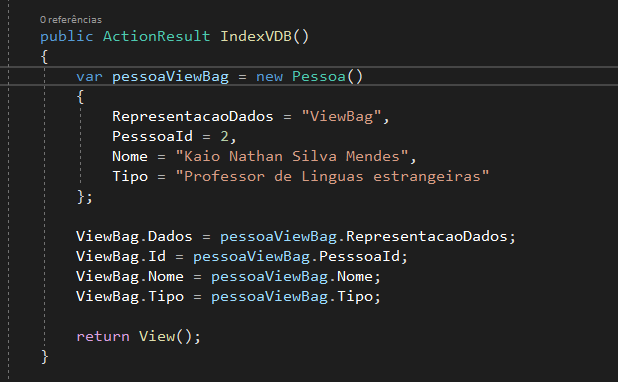 0 referências
public ActionResult IndexVDB()
{
var pessoaViewBag = new Pessoa()
{
RepresentacaoDados = "ViewBag",
PesssoaId = 2,
Nome = "Kaio Nathan Silva Mendes",
Tipo = "Professor de Linguas estrangeiras"
};
ViewBag.Dados = pessoaViewBag.RepresentacaoDados;
ViewBag.Id = pessoaViewBag.PesssoaId;
ViewBag.Nome = pessoaViewBag.Nome;
ViewBag.Tipo = pessoaViewBag.Tipo;
return View();
}